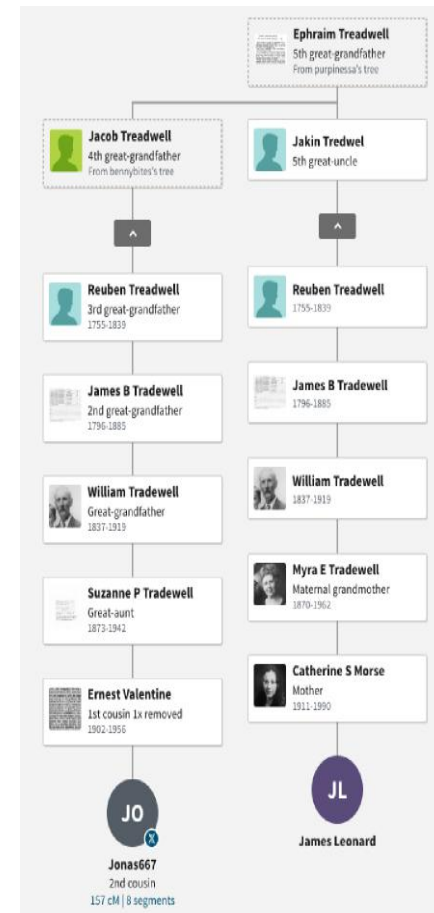 Ephraim Treadwell
5th great-grandfather
From purpinessa's tree
Jacob Treadwell
4th great-grandfather
From bennybites's tree
Jakin Tredwel
5th great-uncle
Reuben Treadwell
3rd great-grandfather
1755-1839
Reuben Treadwell
1755-1839
James B Tradewell
2nd great-grandfather
1796-1885
James B Tradewell
1796-1885
William Tradewell
Great-grandfather
1837-1919
William Tradewell
1837-1919
Suzanne P Tradewell
Great-aunt
1873-1942
Myra E Tradewell
Maternal grandmother
1870-1962
Ernest Valentine
1st cousin 1x removed
1902-1956
Catherine S Morse
Mother
1911-1990
JO
Jonas667
2nd cousin
157 cM | 8 segments
JL
James Leonard